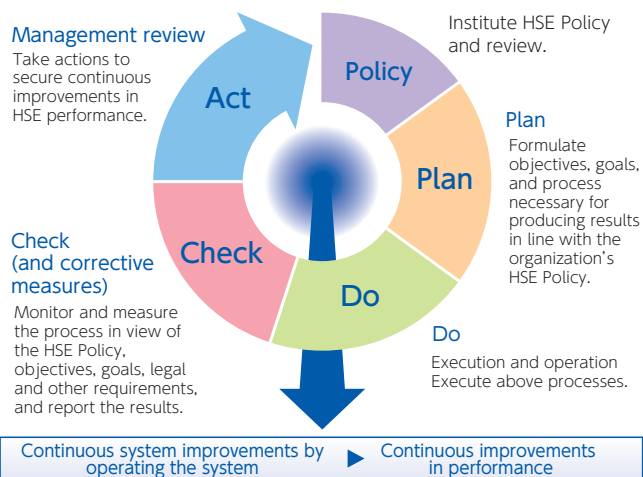 Management review
Take actions to
secure continuous
improvements in
HSE performance.
Act
Policy
Institute HSE Policy
and review.
Plan
Plan
Formulate
objectives, goals,
and process
necessary for
producing results
in line with the
organization's
HSE Policy.
Check
Check
(and corrective
measures)
Monitor and measure
the process in view of
the HSE Policy,
objectives, goals, legal
and other requirements,
and report the results.
Do
Do
Execution and operation
Execute above processes.
Continuous system improvements by
operating the system
Continuous improvements
in performance